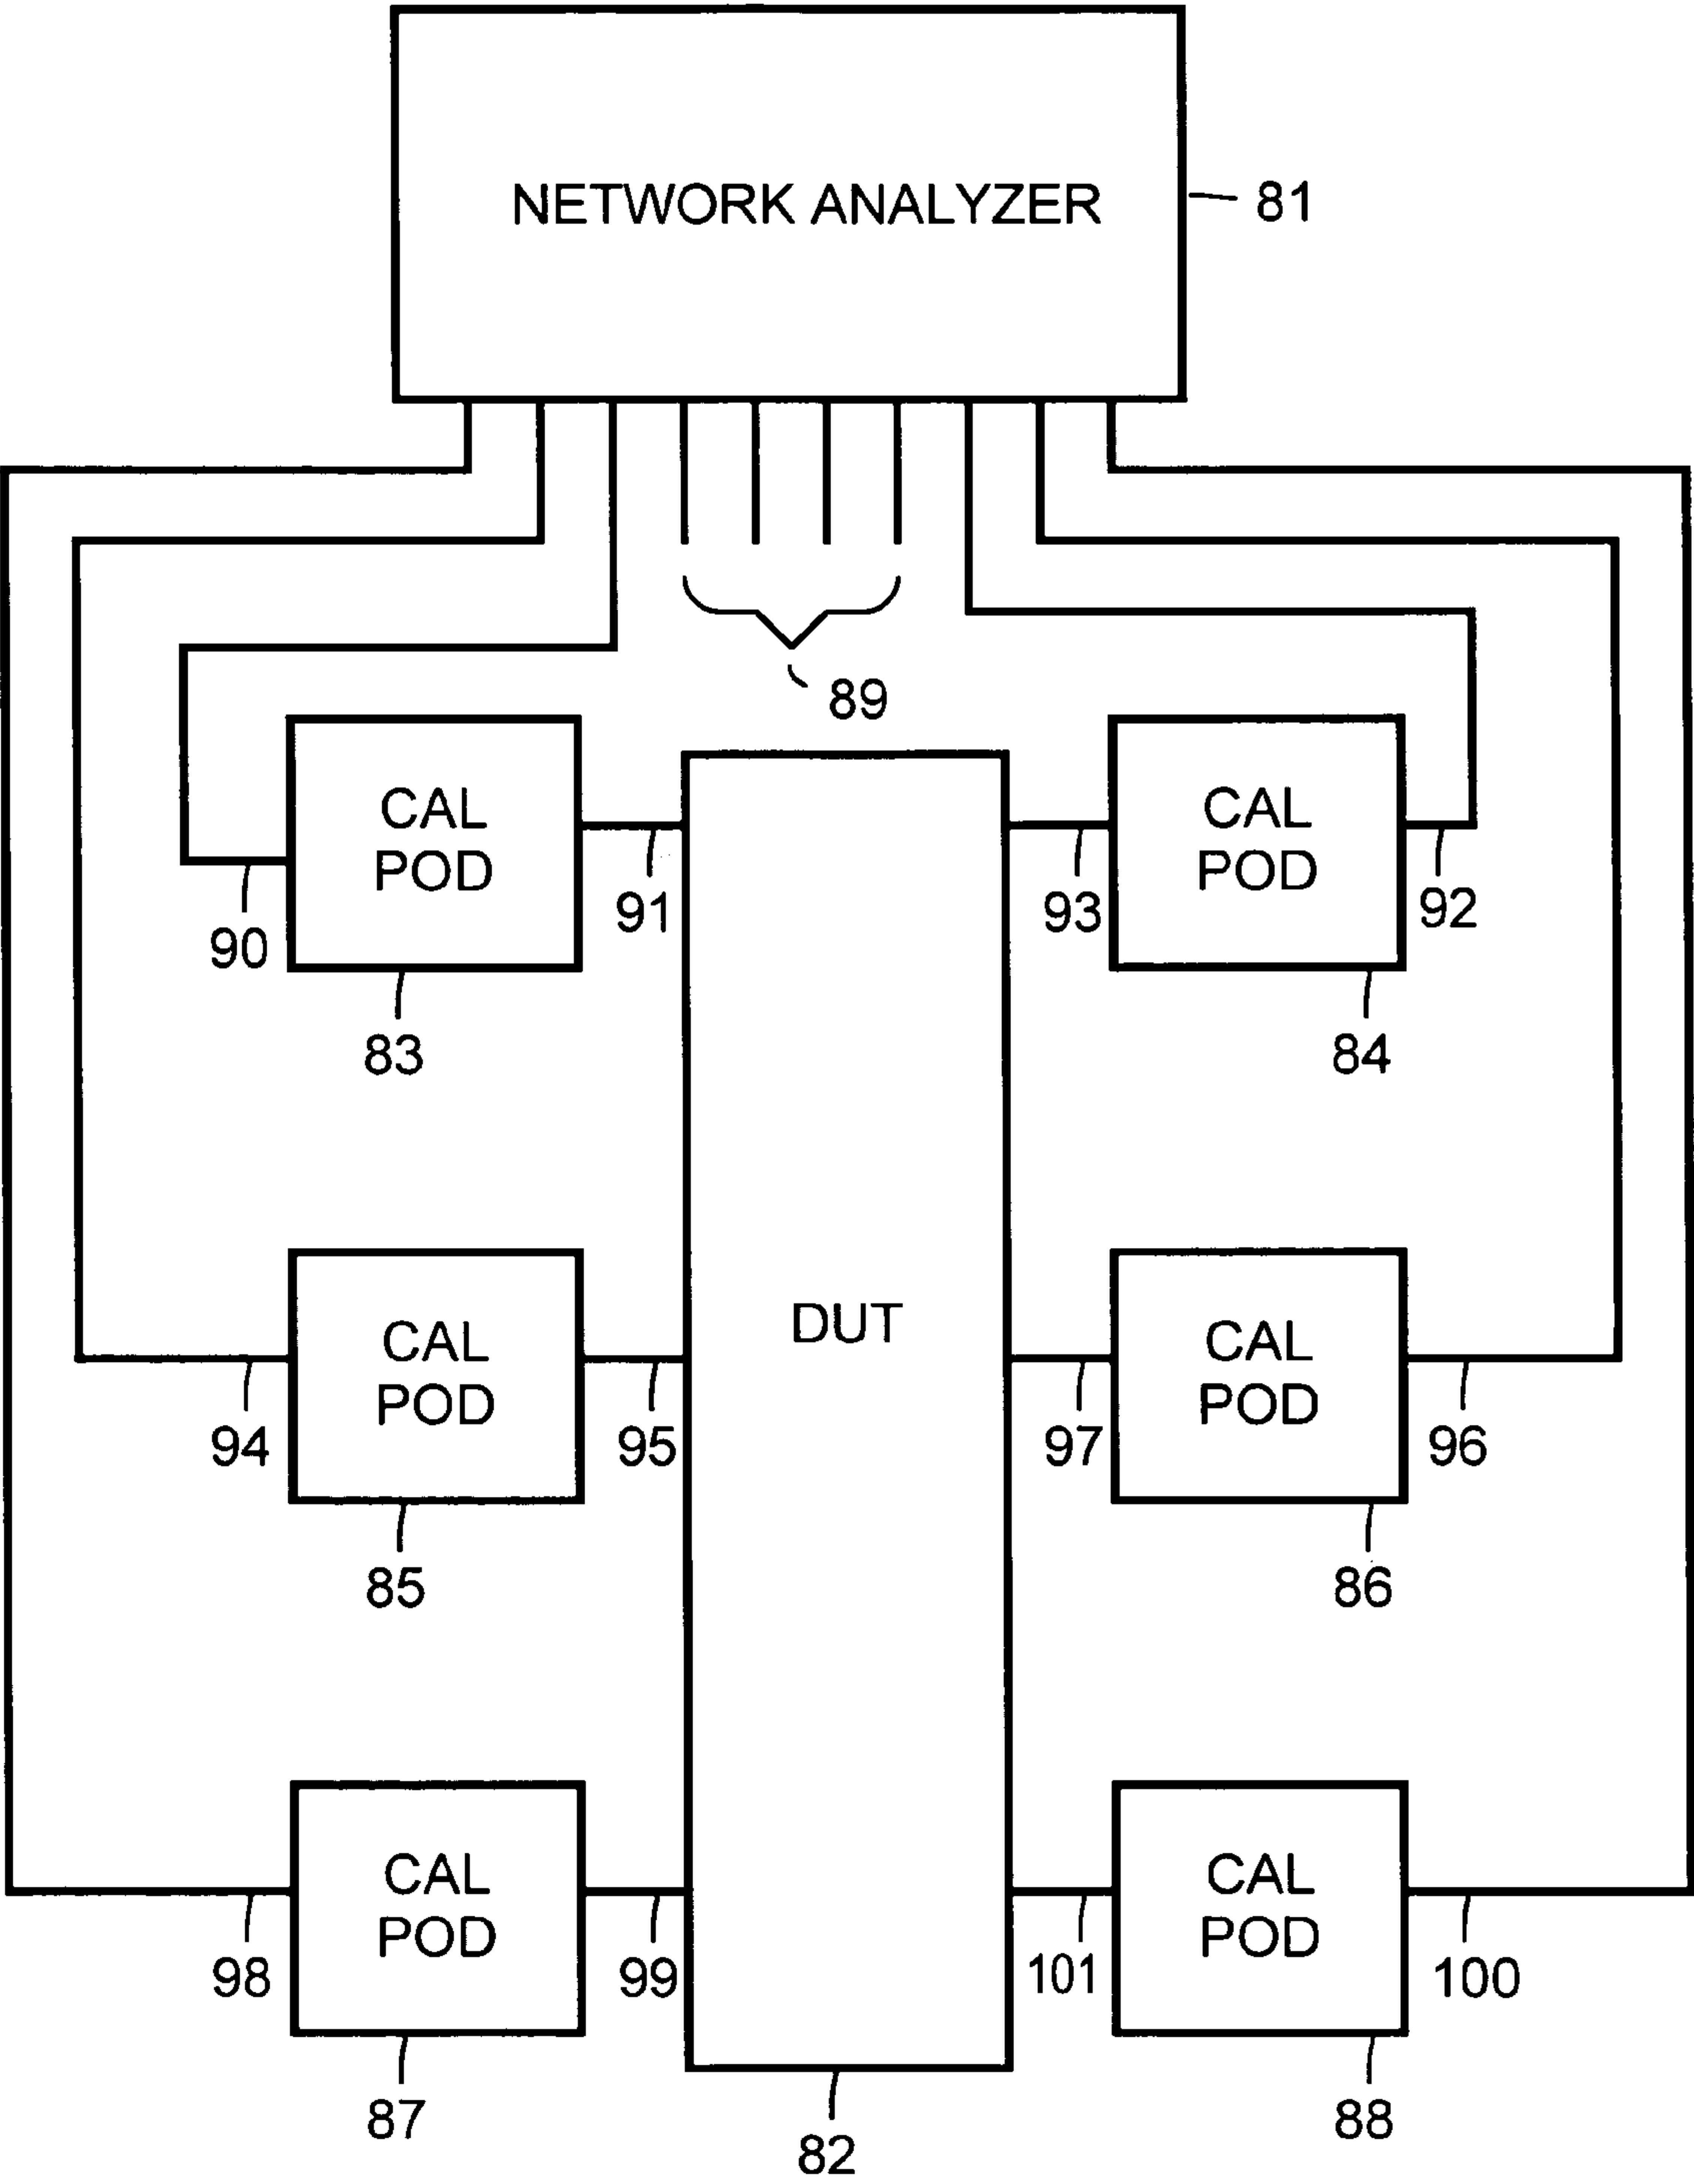 NETWORK ANALYZER
81
89
CAL
POD
90
91
83
CAL
POD
93
92
84
DUT
CAL
POD
94
95
85
CAL
POD
97
96
86
CAL
POD
98
99
87
CAL
POD
101
100
88
82